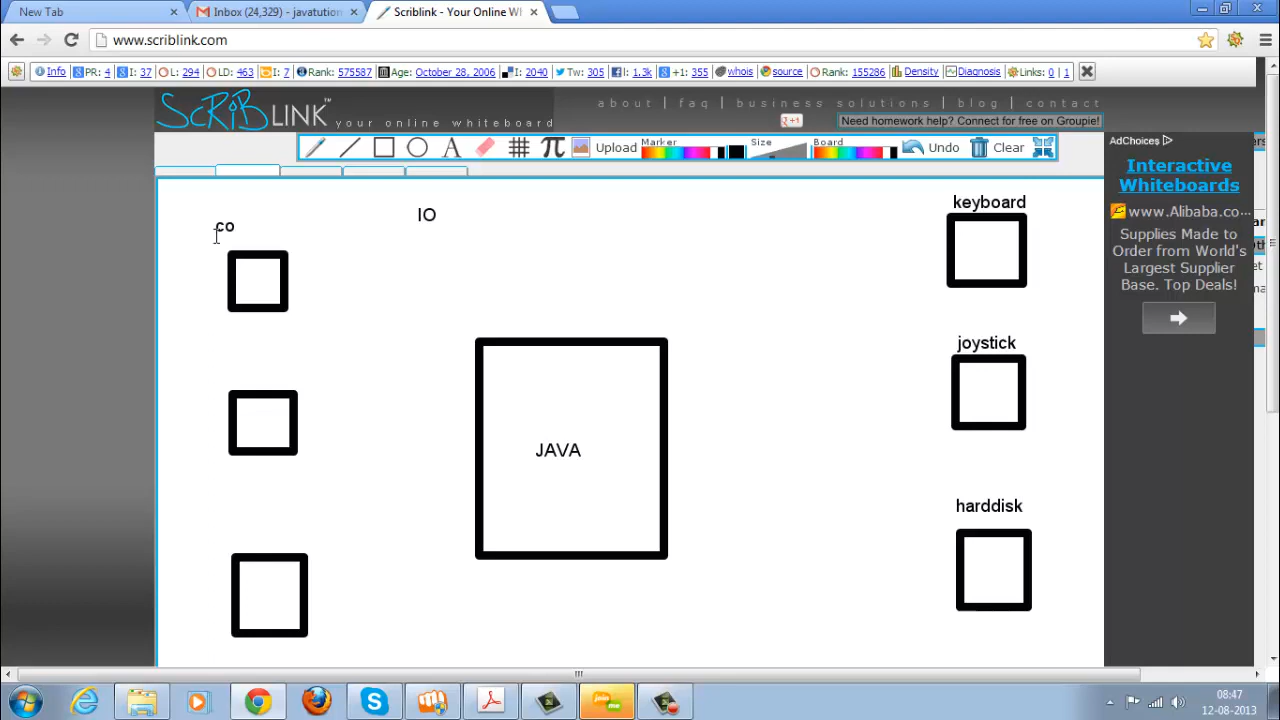 New Tab
Inbox (24,329) - javatution
Scriblink - Your Online Wh
www.scriblink.com
Info PR: 4 I: 37 L: 294 LD: 463 I: 7 Rank: 575587 Age: October 28, 2006 I: 2040 Tw: 305 I: 1.3k +1: 355 whois source Rank: 155286 Density Diagnosis Links: 0 | 1
SCRIBLINK™
your online whiteboard
about | faq | business solutions | blog | contact
+1
Need homework help? Connect for free on Groupie!
A π Upload Marker Size Board Undo Clear
AdChoices
Interactive Whiteboards
www.Alibaba.co...
Supplies Made to
Order from World's
Largest Supplier
Base. Top Deals!
co
IO
keyboard
joystick
JAVA
harddisk
08:47
12-08-2013